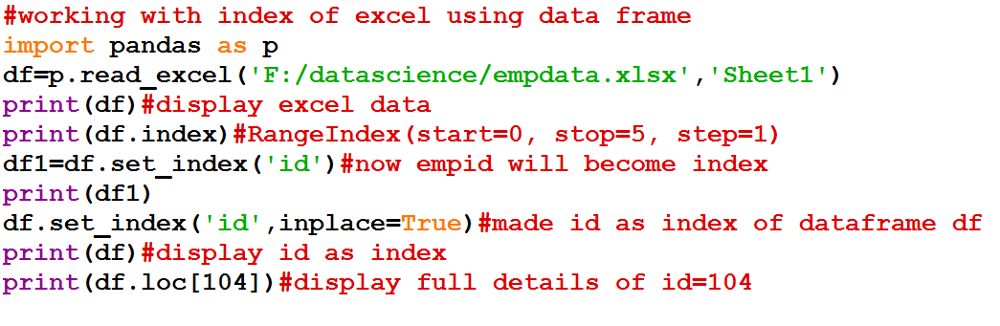 #working with index of excel using data frame
import pandas as p
df=p.read_excel('F:/datascience/empdata.xlsx','Sheet1')
print(df)#display excel data
print(df.index)#RangeIndex(start=0, stop=5, step=1)
df1=df.set_index('id')#now empid will become index
print(df1)
df.set_index('id',inplace=True)#made id as index of dataframe df
print(df)#display id as index
print(df.loc[104])#display full details of id=104